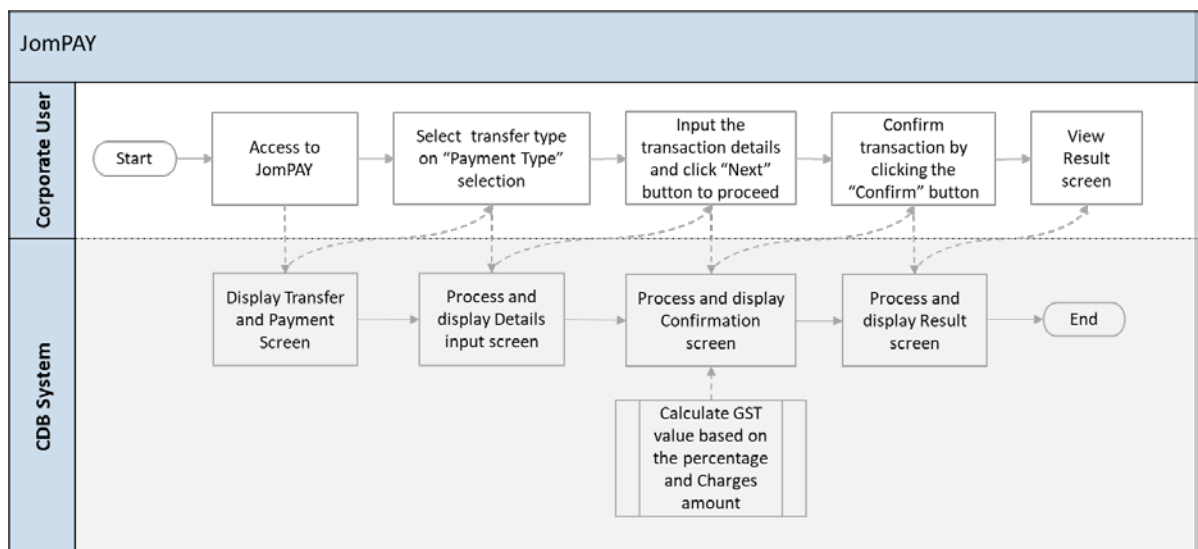 JomPAY
Corporate User
Start
Access to
JomPAY
Select transfer type
on “Payment Type”
selection
Input the
transaction details
and click “Next”
button to proceed
Confirm
transaction by
clicking the
“Confirm” button
View
Result
screen
CDB System
Display Transfer
and Payment
Screen
Process and
display Details
input screen
Process and display
Confirmation
screen
Process and
display Result
screen
End
Calculate GST
value based on
the percentage
and Charges
amount